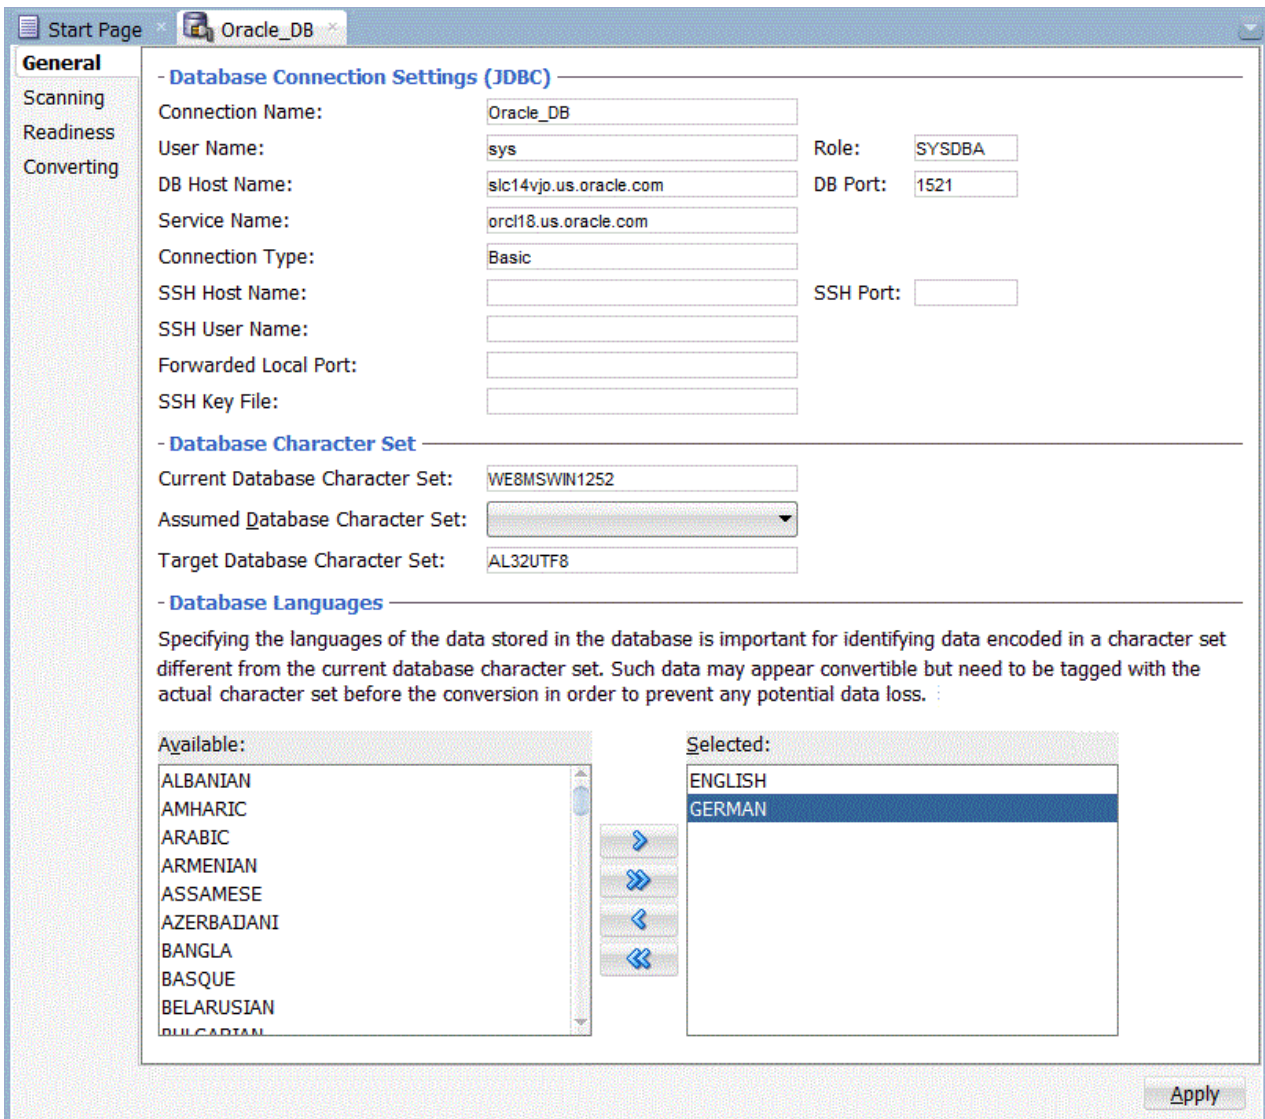 Start Page
Oracle_DB
General
Scanning
Readiness
Converting
Database Connection Settings (JDBC)
Connection Name: Oracle_DB
User Name: sys Role: SYSDBA
DB Host Name: slc14vjo.us.oracle.com DB Port: 1521
Service Name: orcl18.us.oracle.com
Connection Type: Basic
SSH Host Name: SSH Port:
SSH User Name:
Forwarded Local Port:
SSH Key File:
Database Character Set
Current Database Character Set: WE8MSWIN1252
Assumed Database Character Set:
Target Database Character Set: AL32UTF8
Database Languages
Specifying the languages of the data stored in the database is important for identifying data encoded in a character set
different from the current database character set. Such data may appear convertible but need to be tagged with the
actual character set before the conversion in order to prevent any potential data loss.
Available:
ALBANIAN
AMHARIC
ARABIC
ARMENIAN
ASSAMESE
AZERBAIJANI
BANGLA
BASQUE
BELARUSIAN
BULGARIAN
Selected:
ENGLISH
GERMAN
Apply